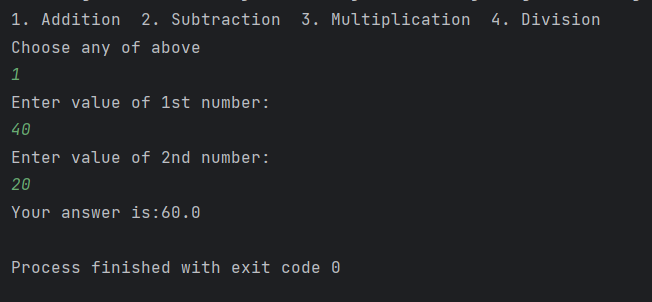 1. Addition  2. Subtraction  3. Multiplication  4. Division
Choose any of above
1
Enter value of 1st number:
40
Enter value of 2nd number:
20
Your answer is:60.0
Process finished with exit code 0